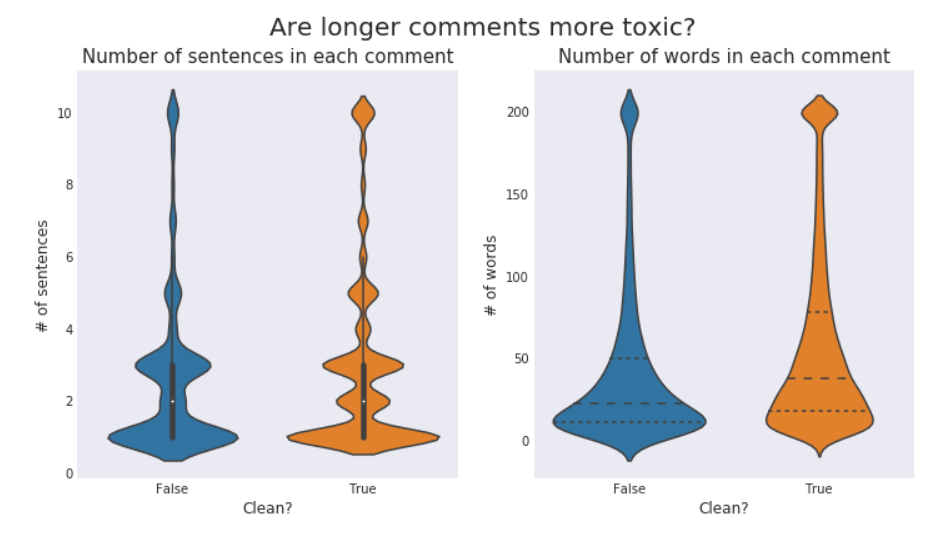 Are longer comments more toxic?
Number of sentences in each comment
10
8
6
4
2
0
# of sentences
False
True
Clean?
Number of words in each comment
200
150
100
50
0
# of words
False
True
Clean?